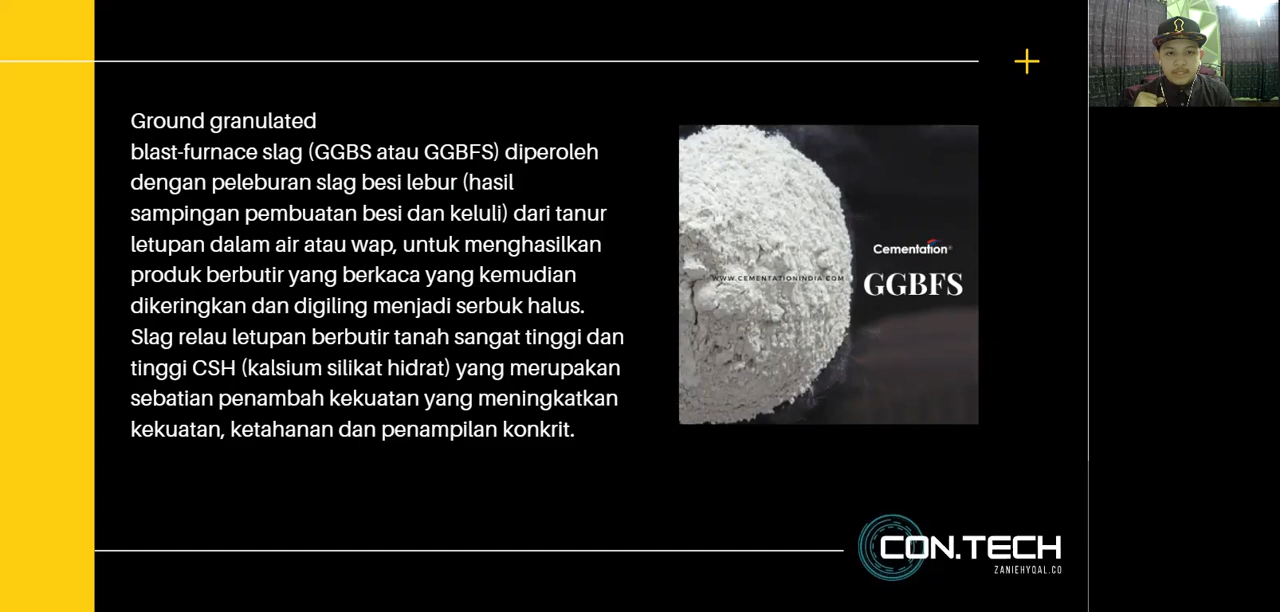 Ground granulated
blast-furnace slag (GGBS atau GGBFS) diperoleh
dengan peleburan slag besi lebur (hasil
sampingan pembuatan besi dan keluli) dari tanur
letupan dalam air atau wap, untuk menghasilkan
produk berbutir yang berkaca yang kemudian
dikeringkan dan digiling menjadi serbuk halus.
Slag relau letupan berbutir tanah sangat tinggi dan
tinggi CSH (kalsium silikat hidrat) yang merupakan
sebatian penambah kekuatan yang meningkatkan
kekuatan, ketahanan dan penampilan konkrit.
Cementation®
WWW.CEMENTATIONINDIA.COM
GGBFS
CON.TECH
ZANIEHYQAL.CO